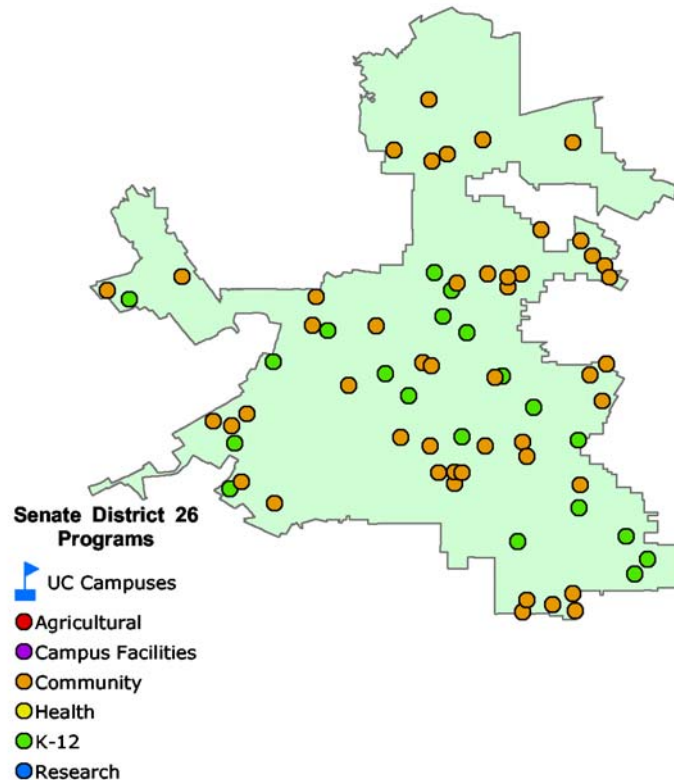 Senate District 26
Programs
UC Campuses
Agricultural
Campus Facilities
Community
Health
K-12
Research